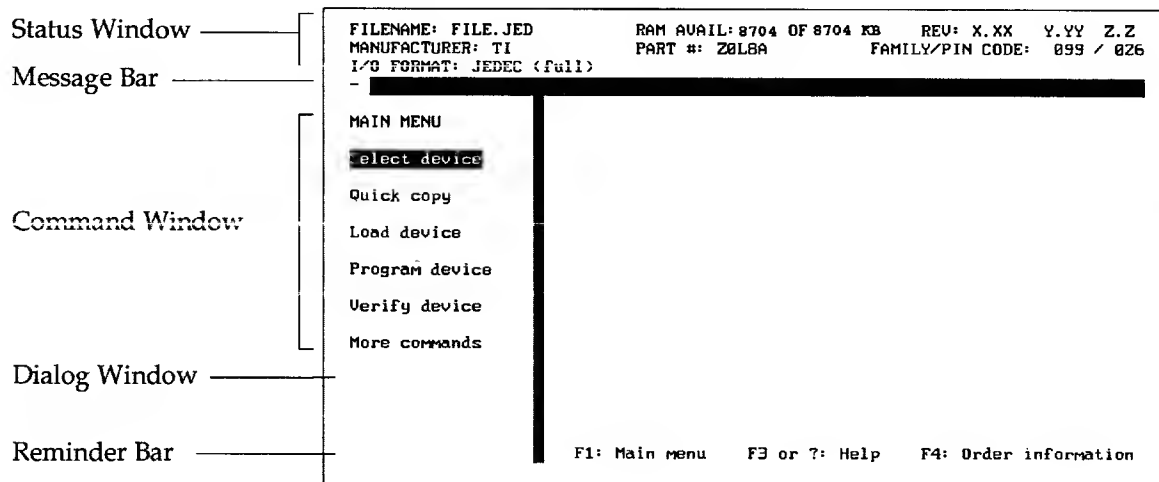 Status Window
FILENAME: FILE.JED RAM AVAIL: 8704 OF 8704 KB REV: X.XX Y.YY Z.Z
MANUFACTURER: TI PART #: Z0L8A FAMILY/PIN CODE: 099 / 026
I/O FORMAT: JEDEC (full)
Message Bar
MAIN MENU
Select device
Quick copy
Command Window
Load device
Program device
Verify device
More commands
Dialog Window
Reminder Bar
F1: Main menu F3 or ?: Help F4: Order information